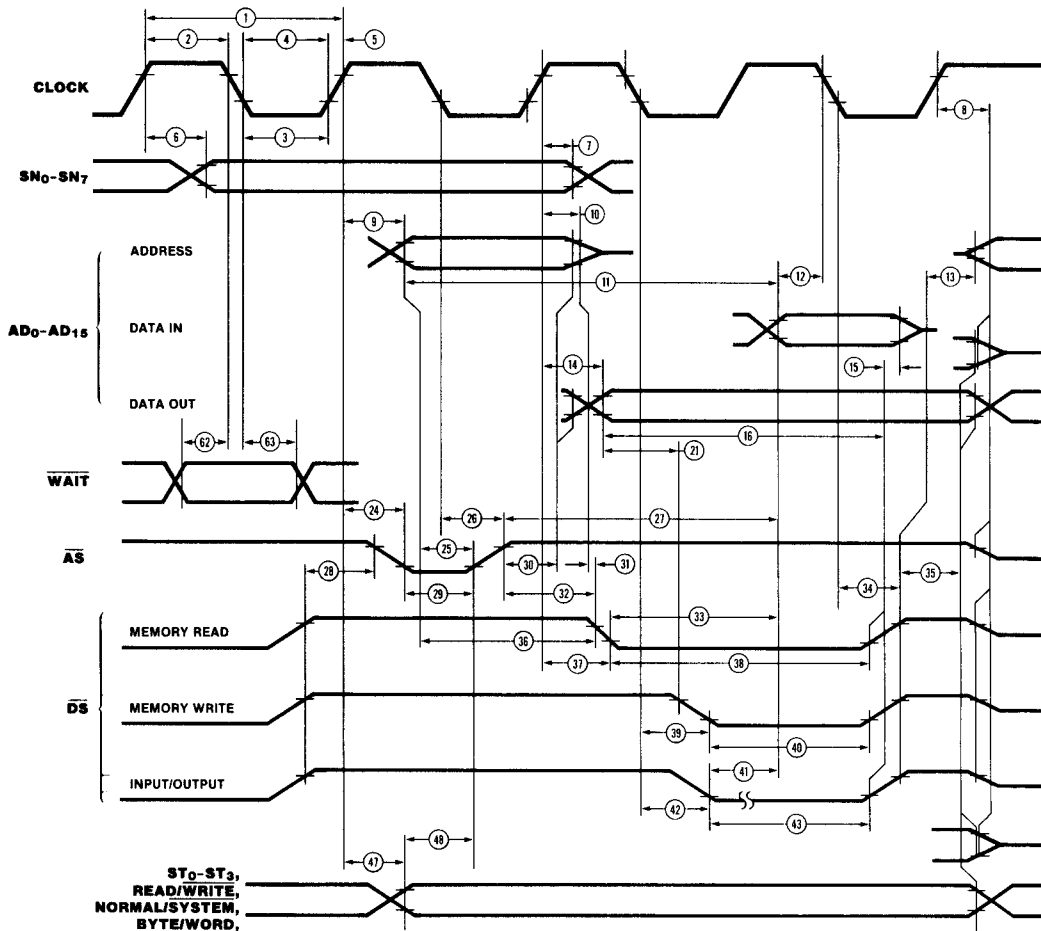 1
2 4 5
CLOCK
8
3
6 7
SN0-SN7
9 10
ADDRESS
11 12 13
AD0-AD15
DATA IN
14 15
DATA OUT
16
62 63 21
WAIT
24 26 27
AS
25 30 31
28 29 32 34 35
MEMORY READ
33
36
37 38
DS
MEMORY WRITE
39 40
41
INPUT/OUTPUT
42 43
48
47
ST0-ST3,
READ/WRITE,
NORMAL/SYSTEM,
BYTE/WORD,